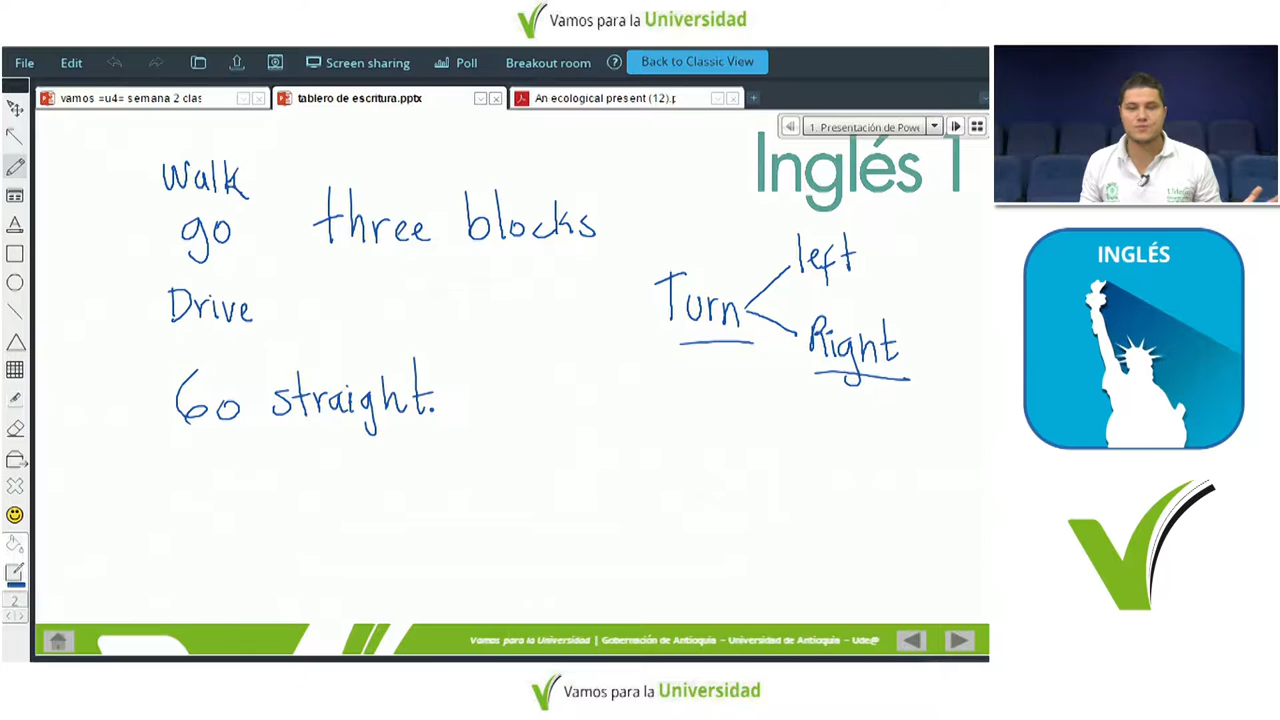 Vamos para la Universidad
File Edit Screen sharing Poll Breakout room ? Back to Classic View
vamos =u4= semana 2 clas
tablero de escritura.pptx
An ecological present (12).p
1. Presentación de Powe
Inglés 1
Walk
go three blocks
Drive
Go straight.
Turn
left
Right
INGLÉS
2
Vamos para la Universidad | Gobernación de Antioquia – Universidad de Antioquia – Ude@
Vamos para la Universidad